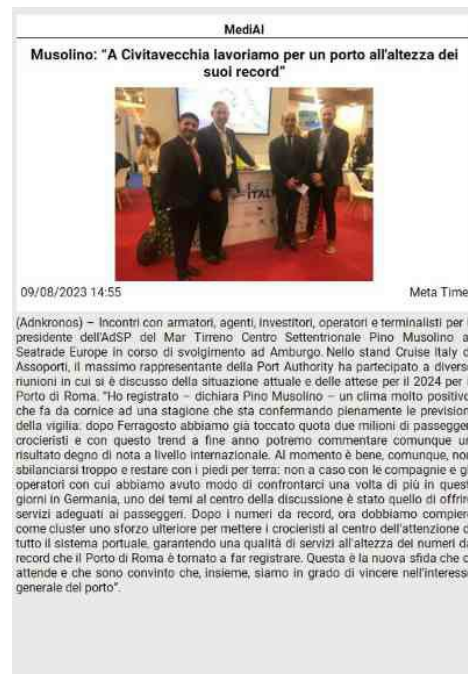 MediAI
Musolino: “A Civitavecchia lavoriamo per un porto all'altezza dei
suoi record”
ITALY
09/08/2023 14:55 Meta Time
(Adnkronos) – Incontri con armatori, agenti, investitori, operatori e terminalisti per i
presidente dell'AdSP del Mar Tirreno Centro Settentrionale Pino Musolino a
Seatrade Europe in corso di svolgimento ad Amburgo. Nello stand Cruise Italy d
Assoporti, il massimo rappresentante della Port Authority ha partecipato a diverse
riunioni in cui si è discusso della situazione attuale e delle attese per il 2024 per i
Porto di Roma. “Ho registrato – dichiara Pino Musolino – un clima molto positivo
che fa da cornice ad una stagione che sta confermando pienamente le previsioni
della vigilia: dopo Ferragosto abbiamo già toccato quota due milioni di passegger
crocieristi e con questo trend a fine anno potremo commentare comunque un
risultato degno di nota a livello internazionale. Al momento è bene, comunque, non
sbilanciarsi troppo e restare con i piedi per terra: non a caso con le compagnie e gl
operatori con cui abbiamo avuto modo di confrontarci una volta di più in quest
giorni in Germania, uno dei temi al centro della discussione è stato quello di offrire
servizi adeguati ai passeggeri. Dopo i numeri da record, ora dobbiamo compiere
come cluster uno sforzo ulteriore per mettere i crocieristi al centro dell'attenzione d
tutto il sistema portuale, garantendo una qualità di servizi all'altezza dei numeri da
record che il Porto di Roma è tornato a far registrare. Questa è la nuova sfida che c
attende e che sono convinto che, insieme, siamo in grado di vincere nell'interesse
generale del porto”.